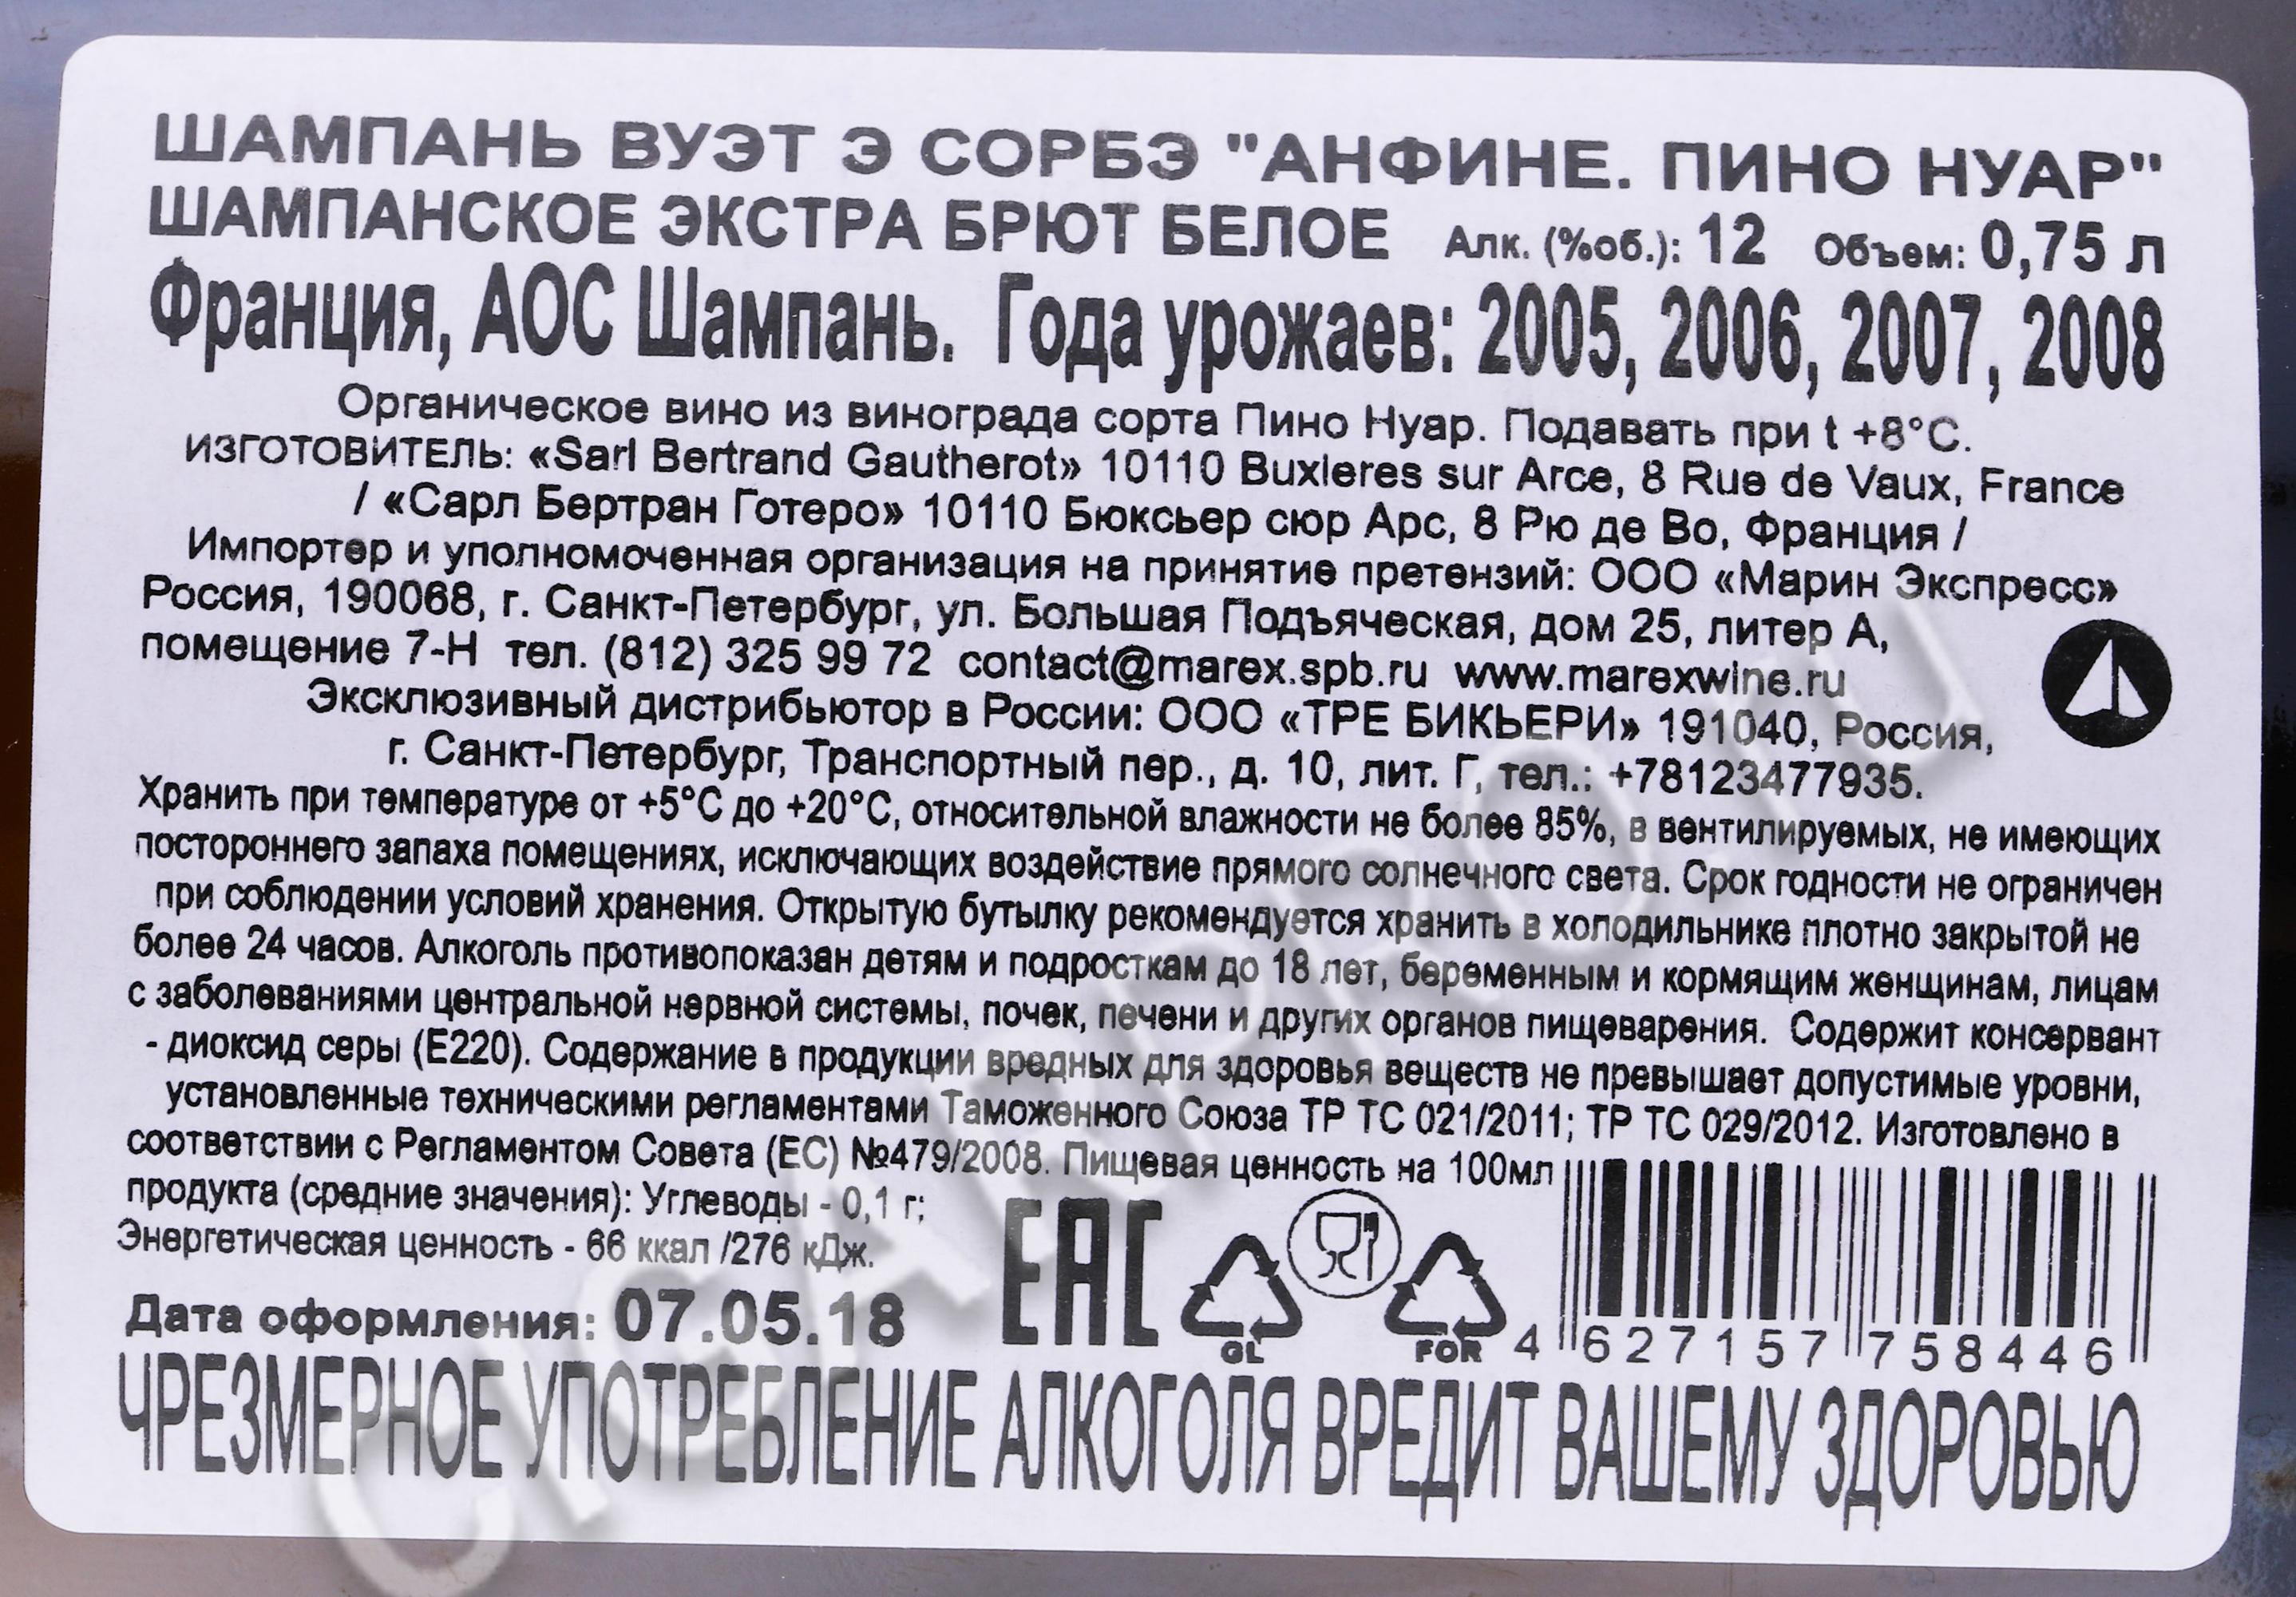 ШАМПАНЬ ВУЭТ Э СОРБЭ "АНФИНЕ. ПИНО НУАР"
ШАМПАНСКОЕ ЭКСТРА БРЮТ БЕЛОЕ Алк. (%об.): 12 Объем: 0,75 л
Франция, АОС Шампань. Года урожаев: 2005, 2006, 2007, 2008
Органическое вино из винограда сорта Пино Нуар. Подавать при t +8°С.
ИЗГОТОВИТЕЛЬ: «Sarl Bertrand Gautherot» 10110 Buxieres sur Arce, 8 Rue de Vaux, France
/ «Сарл Бертран Готеро» 10110 Бюксьер сюр Арс, 8 Рю де Во, Франция /
Импортер и уполномоченная организация на принятие претензий: ООО «Марин Экспресс»
Россия, 190068, г. Санкт-Петербург, ул. Большая Подъяческая, дом 25, литер А,
помещение 7-Н тел. (812) 325 99 72 contact@marex.spb.ru www.marexwine.ru
Эксклюзивный дистрибьютор в России: ООО «ТРЕ БИКЬЕРИ» 191040, Россия,
г. Санкт-Петербург, Транспортный пер., д. 10, лит. Г, тел.: +78123477935.
Хранить при температуре от +5°С до +20°С, относительной влажности не более 85%, в вентилируемых, не имеющих
постороннего запаха помещениях, исключающих воздействие прямого солнечного света. Срок годности не ограничен
при соблюдении условий хранения. Открытую бутылку рекомендуется хранить в холодильнике плотно закрытой не
более 24 часов. Алкоголь противопоказан детям и подросткам до 18 лет, беременным и кормящим женщинам, лицам
с заболеваниями центральной нервной системы, почек, печени и других органов пищеварения. Содержит консервант
- диоксид серы (Е220). Содержание в продукции вредных для здоровья веществ не превышает допустимые уровни,
установленные техническими регламентами Таможенного Союза ТР ТС 021/2011; ТР ТС 029/2012. Изготовлено в
соответствии с Регламентом Совета (ЕС) №479/2008. Пищевая ценность на 100мл
продукта (средние значения): Углеводы - 0,1 г;
Энергетическая ценность - 66 ккал /276 кДж.
Дата оформления: 07.05.18
EAC
GL
FOR
4 627157 758446
ЧРЕЗМЕРНОЕ УПОТРЕБЛЕНИЕ АЛКОГОЛЯ ВРЕДИТ ВАШЕМУ ЗДОРОВЬЮ
CIGARPRO.RU